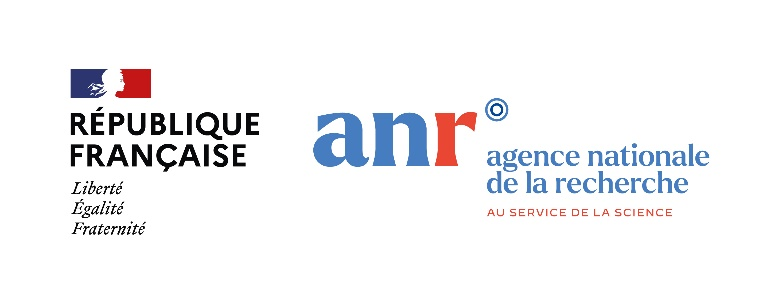 RÉPUBLIQUE
FRANÇAISE
Liberté
Égalité
Fraternité
anr
agence nationale
de la recherche
AU SERVICE DE LA SCIENCE